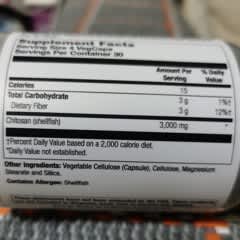 Supplement Facts
Serving Size 4 VegCaps
Servings Per Container 30
Amount Per Serving % Daily Value
Calories 15
Total Carbohydrate 3 g 1%†
Dietary Fiber 3 g 12%†
Chitosan (shellfish) 3,000 mg *
†Percent Daily Value based on a 2,000 calorie diet.
*Daily Value not established.
Other Ingredients: Vegetable Cellulose (Capsule), Cellulose, Magnesium
Stearate and Silica.
Contains Allergen: Shellfish